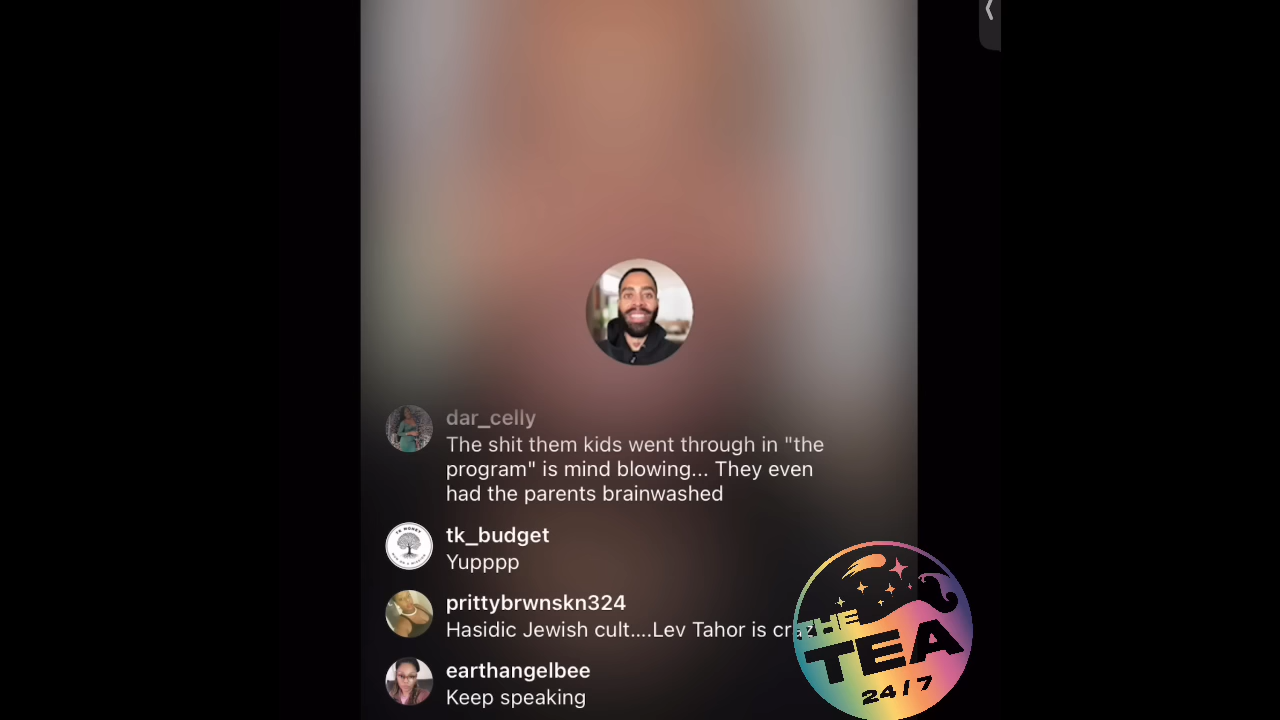 dar_celly
The shit them kids went through in "the
program" is mind blowing... They even
had the parents brainwashed
tk_budget
Yupppp
prittybrwnskn324
Hasidic Jewish cult....Lev Tahor is craz
earthangelbee
Keep speaking
THE
TEA
24/7